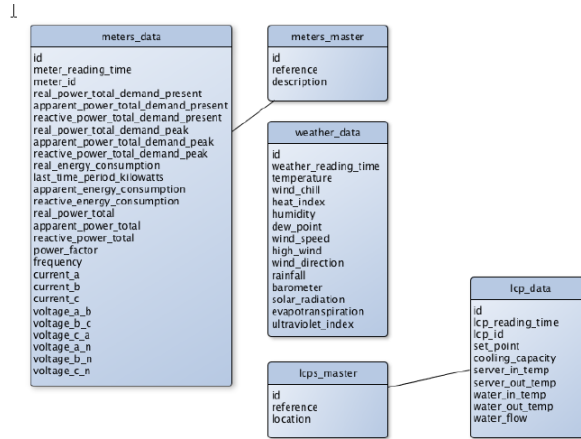 meters_data
id
meter_reading_time
meter_id
real_power_total_demand_present
apparent_power_total_demand_present
reactive_power_total_demand_present
real_power_total_demand_peak
apparent_power_total_demand_peak
reactive_power_total_demand_peak
real_energy_consumption
last_time_period_kilowatts
apparent_energy_consumption
reactive_energy_consumption
real_power_total
apparent_power_total
reactive_power_total
power_factor
frequency
current_a
current_b
current_c
voltage_a_b
voltage_b_c
voltage_c_a
voltage_a_n
voltage_b_n
voltage_c_n
meters_master
id
reference
description
weather_data
id
weather_reading_time
temperature
wind_chill
heat_index
humidity
dew_point
wind_speed
high_wind
wind_direction
rainfall
barometer
solar_radiation
evapotranspiration
ultraviolet_index
lcps_master
id
reference
location
lcp_data
id
lcp_reading_time
lcp_id
set_point
cooling_capacity
server_in_temp
server_out_temp
water_in_temp
water_out_temp
water_flow